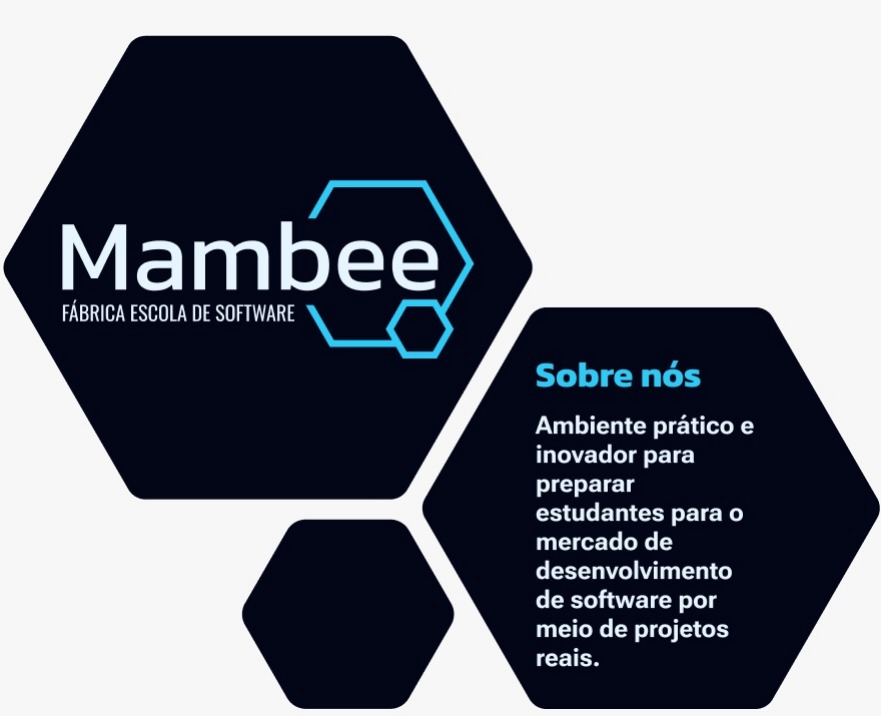 Mambee
FÁBRICA ESCOLA DE SOFTWARE
Sobre nós
Ambiente prático e
inovador para
preparar
estudantes para o
mercado de
desenvolvimento
de software por
meio de projetos
reais.